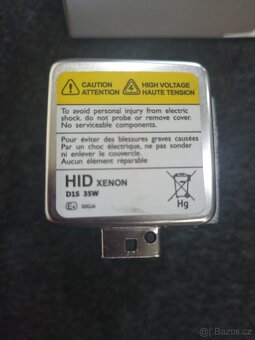 CAUTION
ATTENTION
HIGH VOLTAGE
HAUTE TENSION
To avoid personal injury from electric
shock. do not probe or remove cover.
No serviceable components.
Pour éviter des blessures graves causées
Par un choc électrique, ne pas sonder
ni enlever le couvercle.
Aucun élément réparable
HID XENON
D1S 35W
Hg
sbazar.cz